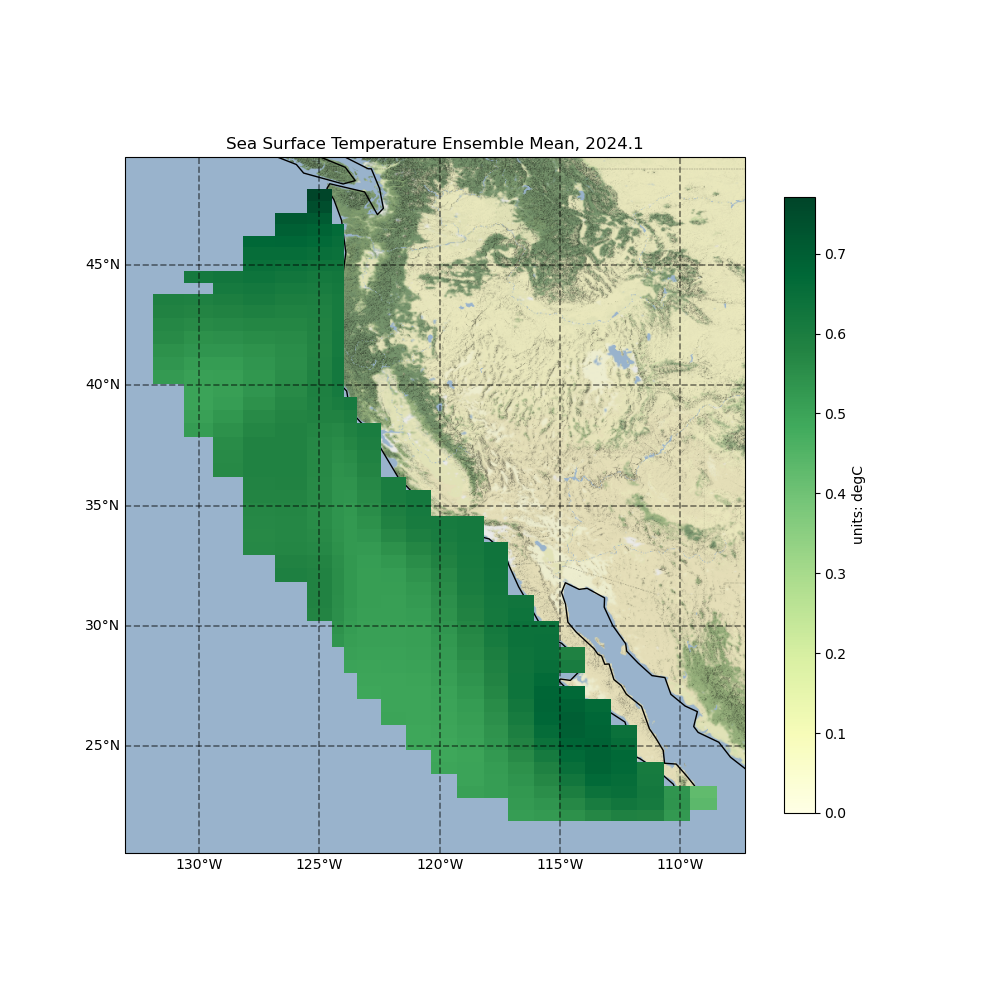 Sea Surface Temperature Ensemble Mean, 2024.1
45°N
40°N
35°N
30°N
25°N
130°W
125°W
120°W
115°W
110°W
0.7
0.6
0.5
0.4
0.3
0.2
0.1
0.0
units: degC